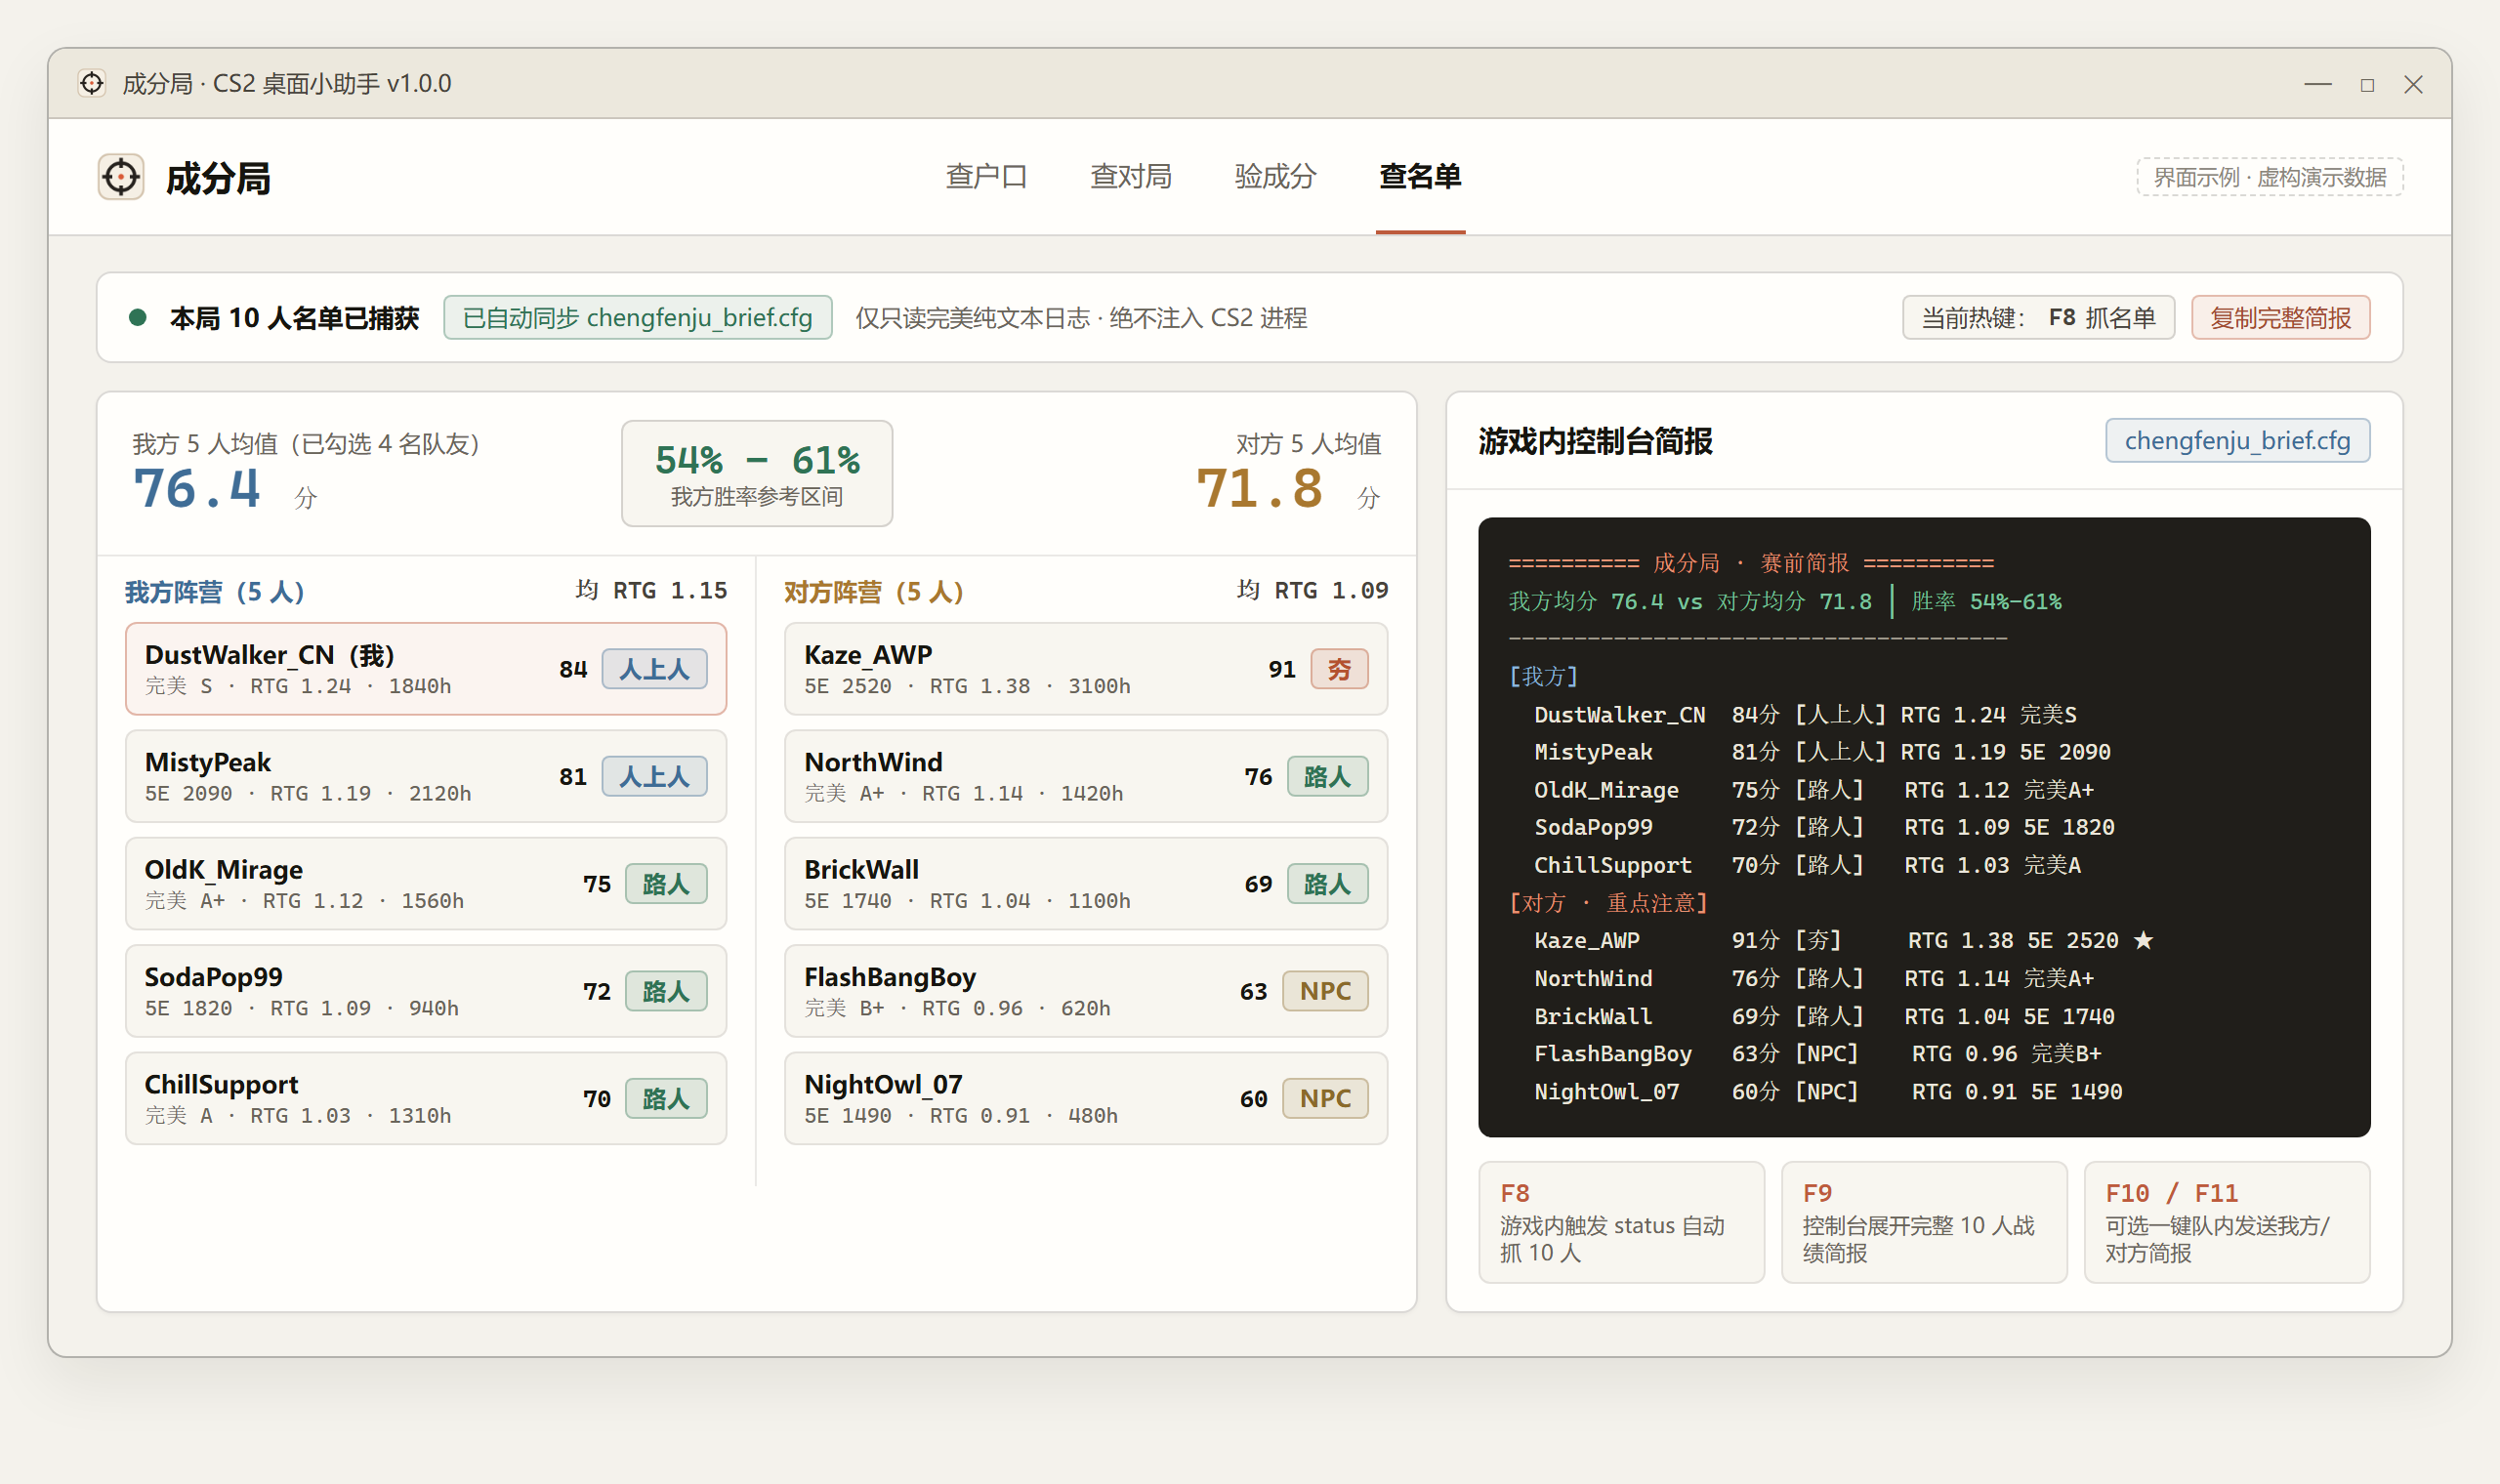 成分局 · CS2 桌面小助手 v1.0.0
成分局
查户口
查对局
验成分
查名单
界面示例 · 虚构演示数据
本局 10 人名单已捕获
已自动同步 chengfenju_brief.cfg
仅只读完美纯文本日志 · 绝不注入 CS2 进程
当前热键： F8 抓名单
复制完整简报
我方 5 人均值（已勾选 4 名队友）
76.4 分
54% – 61%
我方胜率参考区间
对方 5 人均值
71.8 分
我方阵营（5 人） 均 RTG 1.15
DustWalker_CN（我）
完美 S · RTG 1.24 · 1840h
84 人上人
MistyPeak
5E 2090 · RTG 1.19 · 2120h
81 人上人
OldK_Mirage
完美 A+ · RTG 1.12 · 1560h
75 路人
SodaPop99
5E 1820 · RTG 1.09 · 940h
72 路人
ChillSupport
完美 A · RTG 1.03 · 1310h
70 路人
对方阵营（5 人） 均 RTG 1.09
Kaze_AWP
5E 2520 · RTG 1.38 · 3100h
91 夯
NorthWind
完美 A+ · RTG 1.14 · 1420h
76 路人
BrickWall
5E 1740 · RTG 1.04 · 1100h
69 路人
FlashBangBoy
完美 B+ · RTG 0.96 · 620h
63 NPC
NightOwl_07
5E 1490 · RTG 0.91 · 480h
60 NPC
游戏内控制台简报
chengfenju_brief.cfg
========== 成分局 · 赛前简报 ==========
我方均分 76.4 vs 对方均分 71.8 | 胜率 54%–61%
--------------------------------------
[我方]
DustWalker_CN 84分 [人上人] RTG 1.24 完美S
MistyPeak 81分 [人上人] RTG 1.19 5E 2090
OldK_Mirage 75分 [路人] RTG 1.12 完美A+
SodaPop99 72分 [路人] RTG 1.09 5E 1820
ChillSupport 70分 [路人] RTG 1.03 完美A
[对方 · 重点注意]
Kaze_AWP 91分 [夯] RTG 1.38 5E 2520 ★
NorthWind 76分 [路人] RTG 1.14 完美A+
BrickWall 69分 [路人] RTG 1.04 5E 1740
FlashBangBoy 63分 [NPC] RTG 0.96 完美B+
NightOwl_07 60分 [NPC] RTG 0.91 5E 1490
F8
游戏内触发 status 自动
抓 10 人
F9
控制台展开完整 10 人战
绩简报
F10 / F11
可选一键队内发送我方/
对方简报